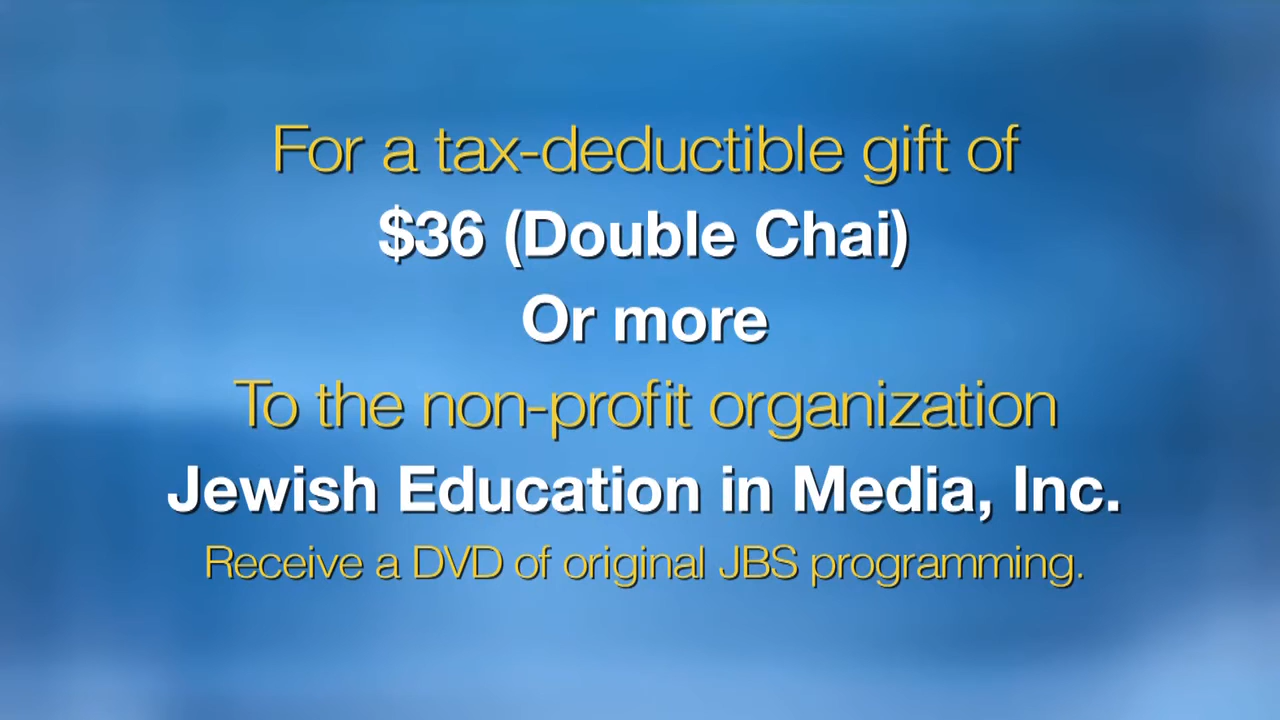 For a tax-deductible gift of
$36 (Double Chai)
Or more
To the non-profit organization
Jewish Education in Media, Inc.
Receive a DVD of original JBS programming.